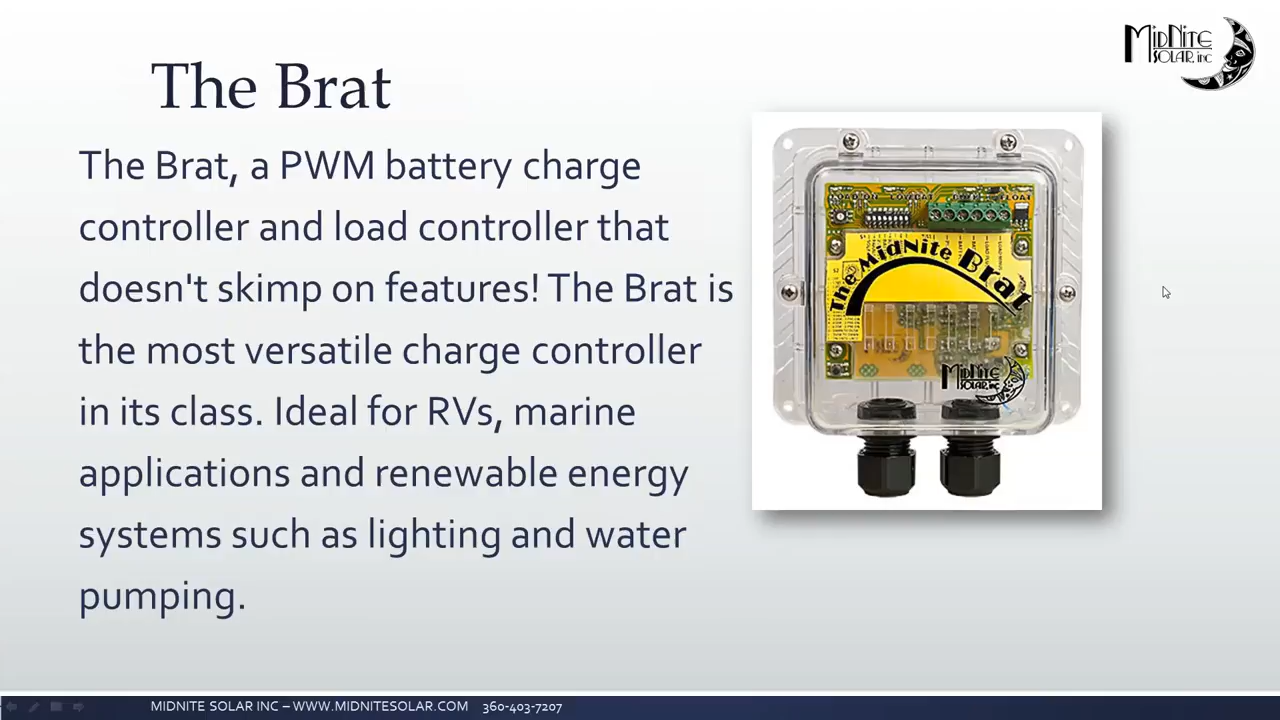 MIDNITE
SOLAR, INC
The Brat
The Brat, a PWM battery charge
controller and load controller that
doesn't skimp on features! The Brat is
the most versatile charge controller
in its class. Ideal for RVs, marine
applications and renewable energy
systems such as lighting and water
pumping.
The MidNite Brat
MIDNITE
SOLAR, INC
MIDNITE SOLAR INC – WWW.MIDNITESOLAR.COM 360-403-7207